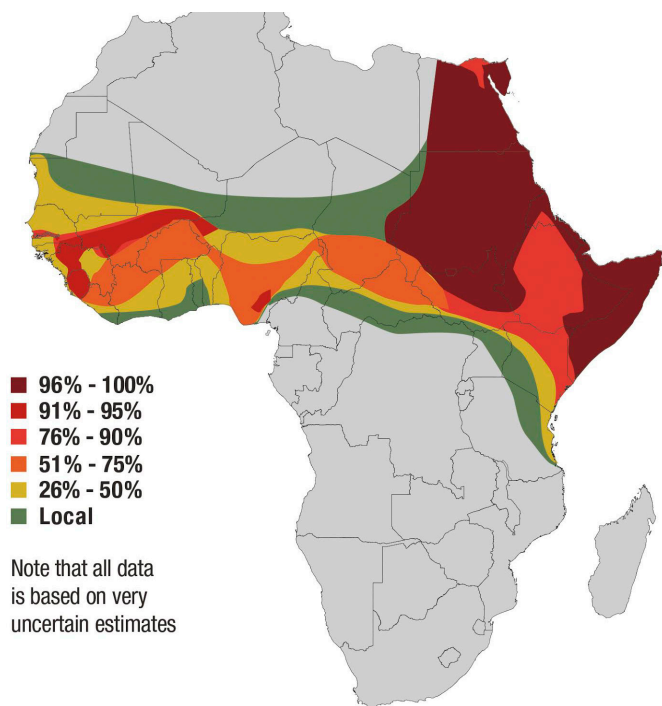 96% - 100%
91% - 95%
76% - 90%
51% - 75%
26% - 50%
Local
Note that all data
is based on very
uncertain estimates